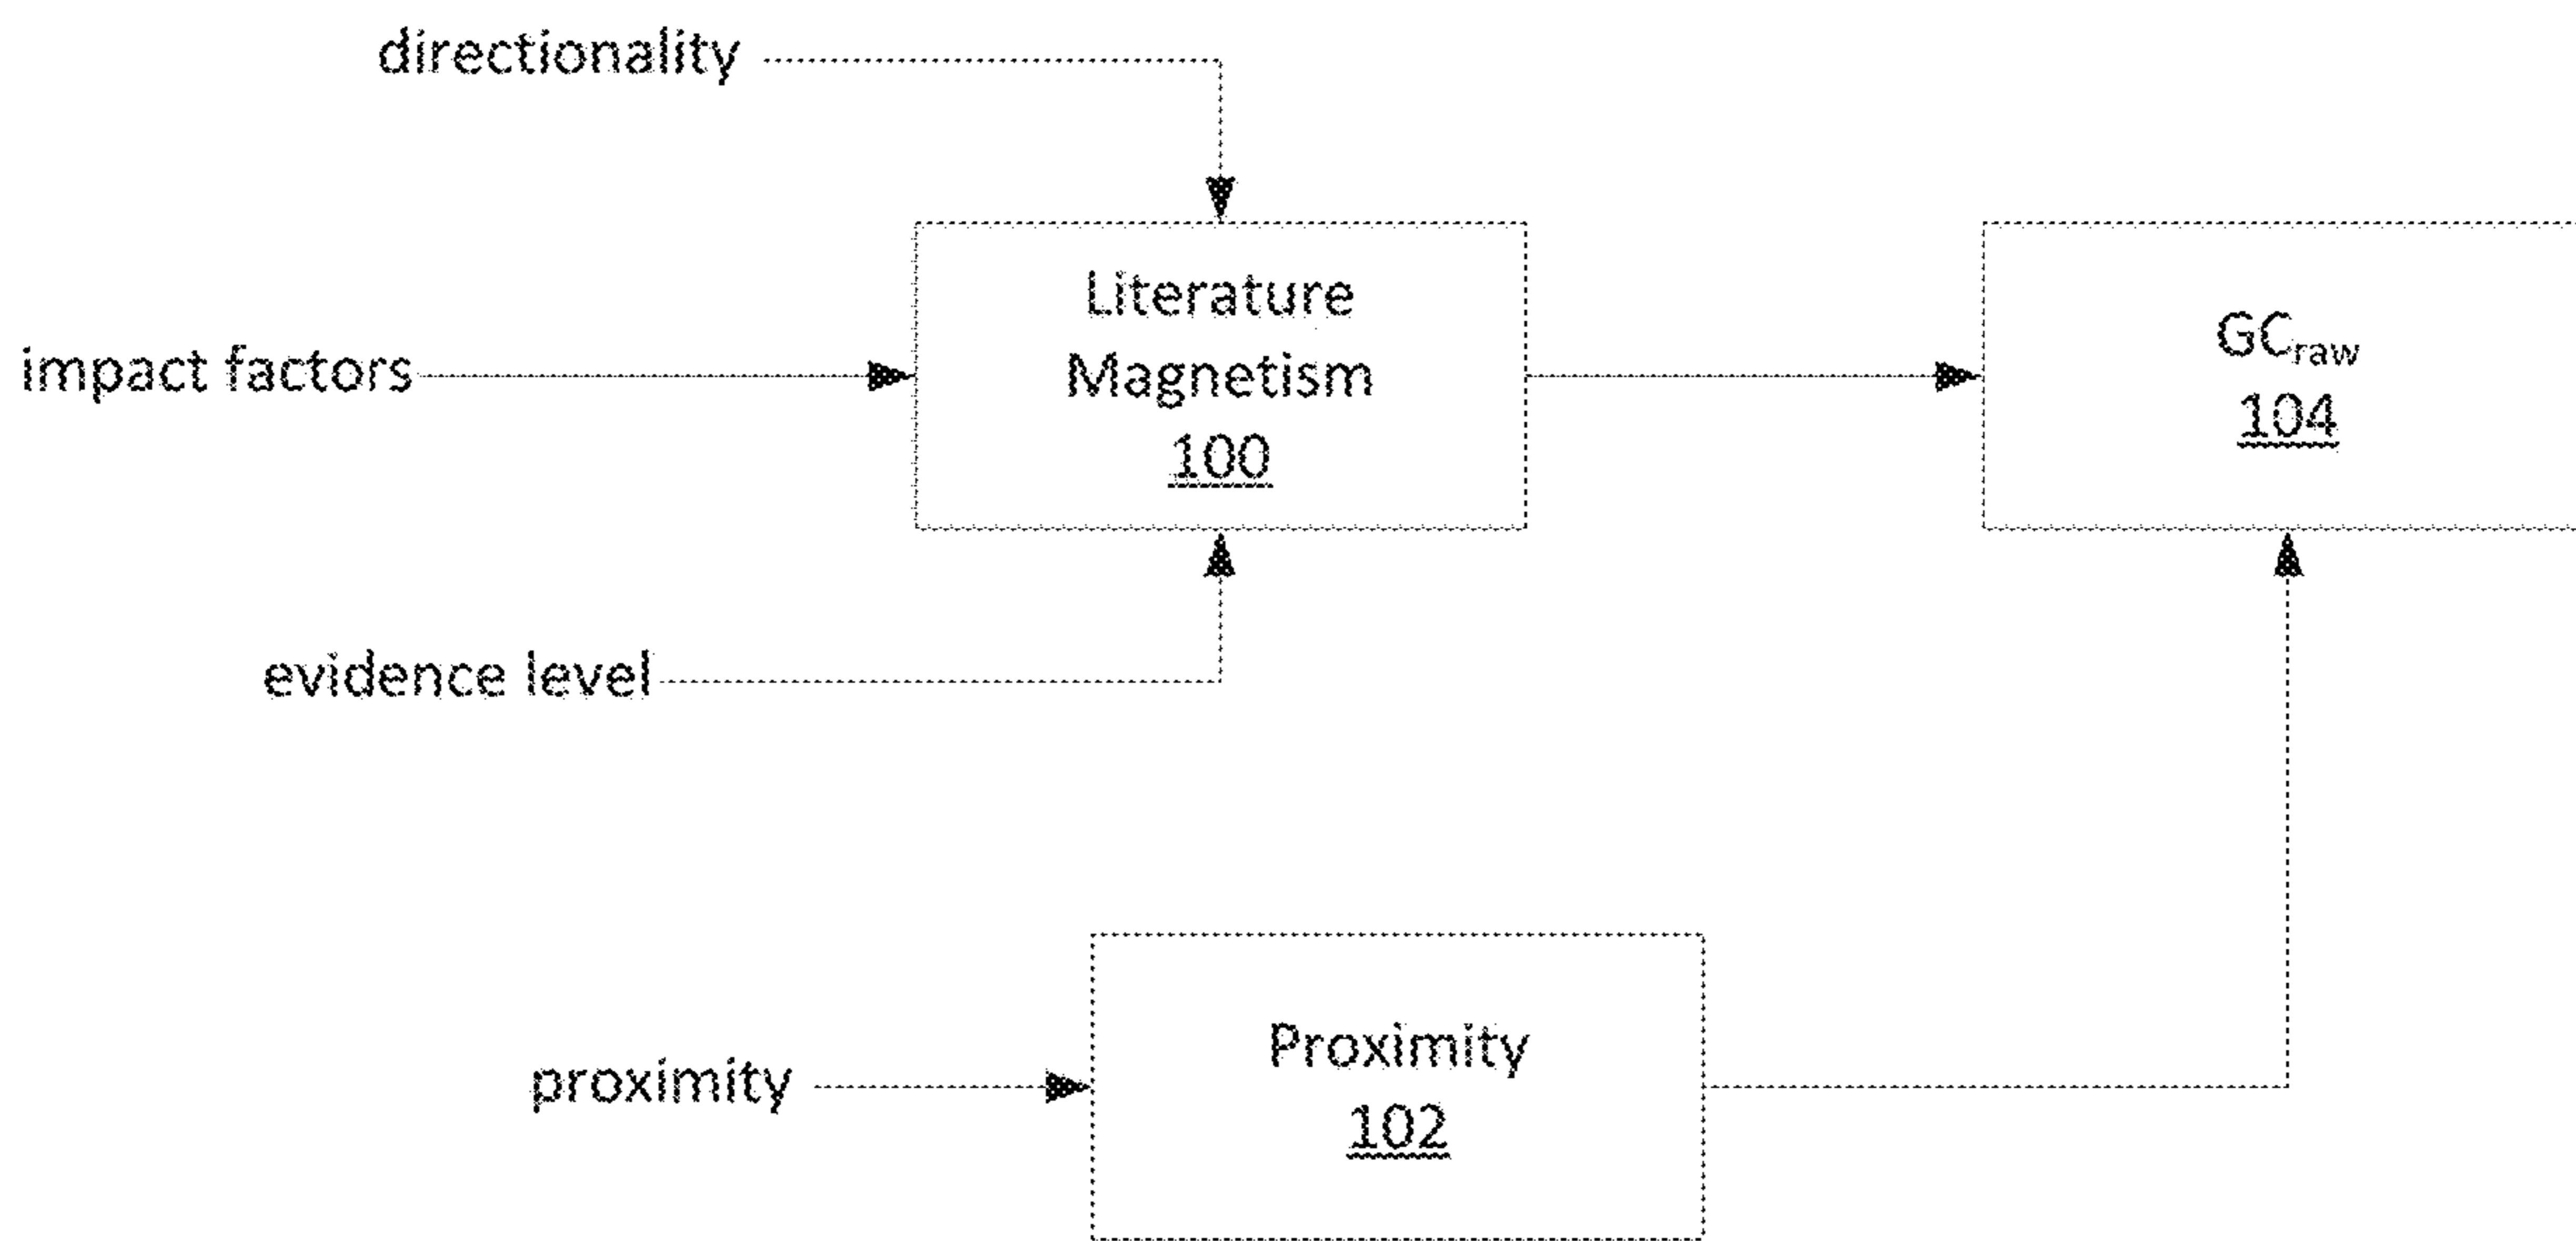 directionality
impact factors
Literature
Magnetism
100
GCraw
104
evidence level
proximity
Proximity
102